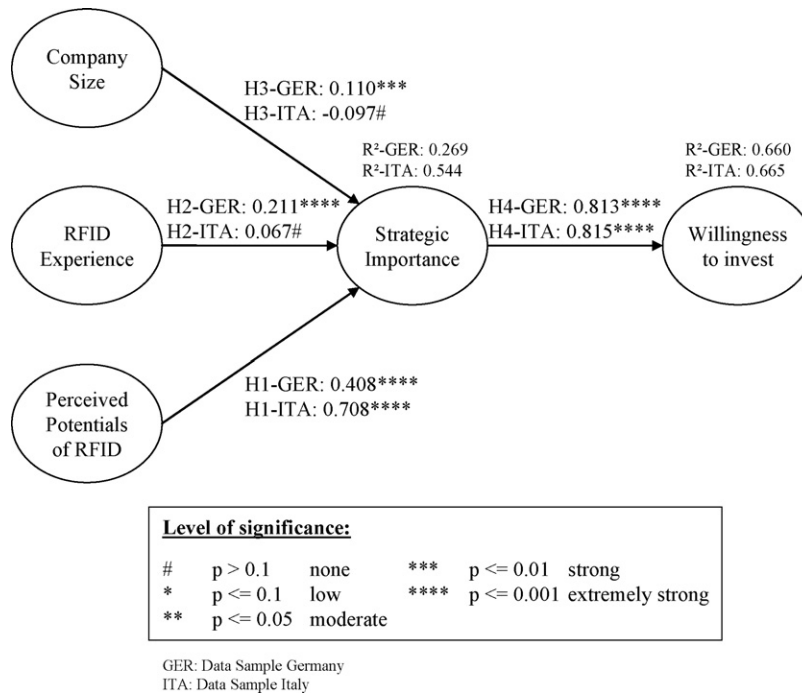 Company
Size
H3-GER: 0.110***
H3-ITA: -0.097#
R²-GER: 0.269
R²-ITA: 0.544
R²-GER: 0.660
R²-ITA: 0.665
RFID
Experience
H2-GER: 0.211****
H2-ITA: 0.067#
Strategic
Importance
H4-GER: 0.813****
H4-ITA: 0.815****
Willingness
to invest
Perceived
Potentials
of RFID
H1-GER: 0.408****
H1-ITA: 0.708****
Level of significance:
# p > 0.1 none *** p <= 0.01 strong
* p <= 0.1 low **** p <= 0.001 extremely strong
** p <= 0.05 moderate
GER: Data Sample Germany
ITA: Data Sample Italy